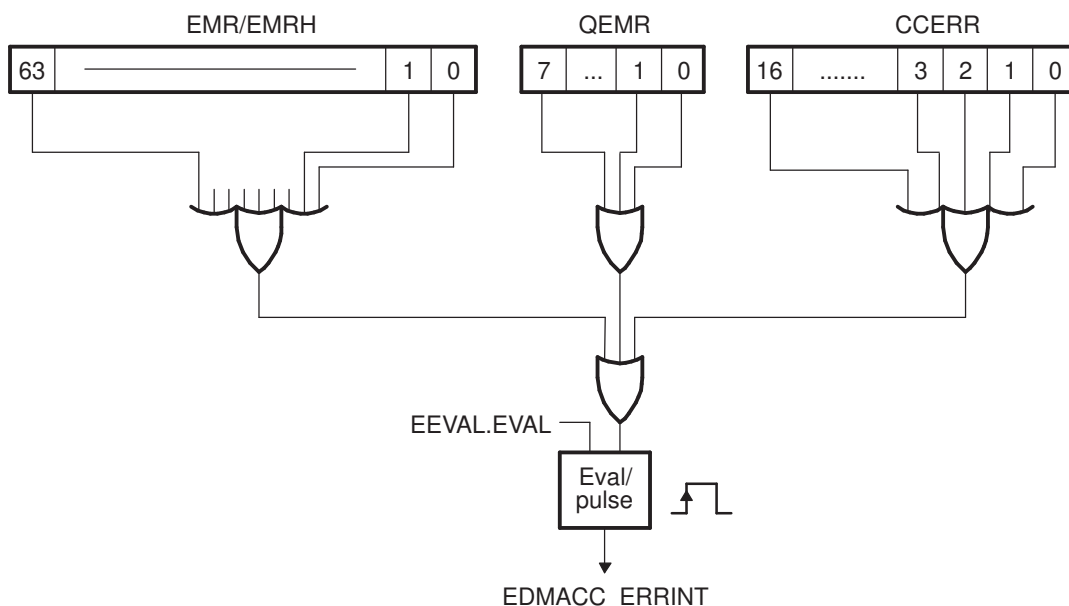 EMR/EMRH QEMR CCERR
63 1 0 7 ... 1 0 16 ....... 3 2 1 0
EEVAL.EVAL
Eval/
pulse
EDMACC ERRINT